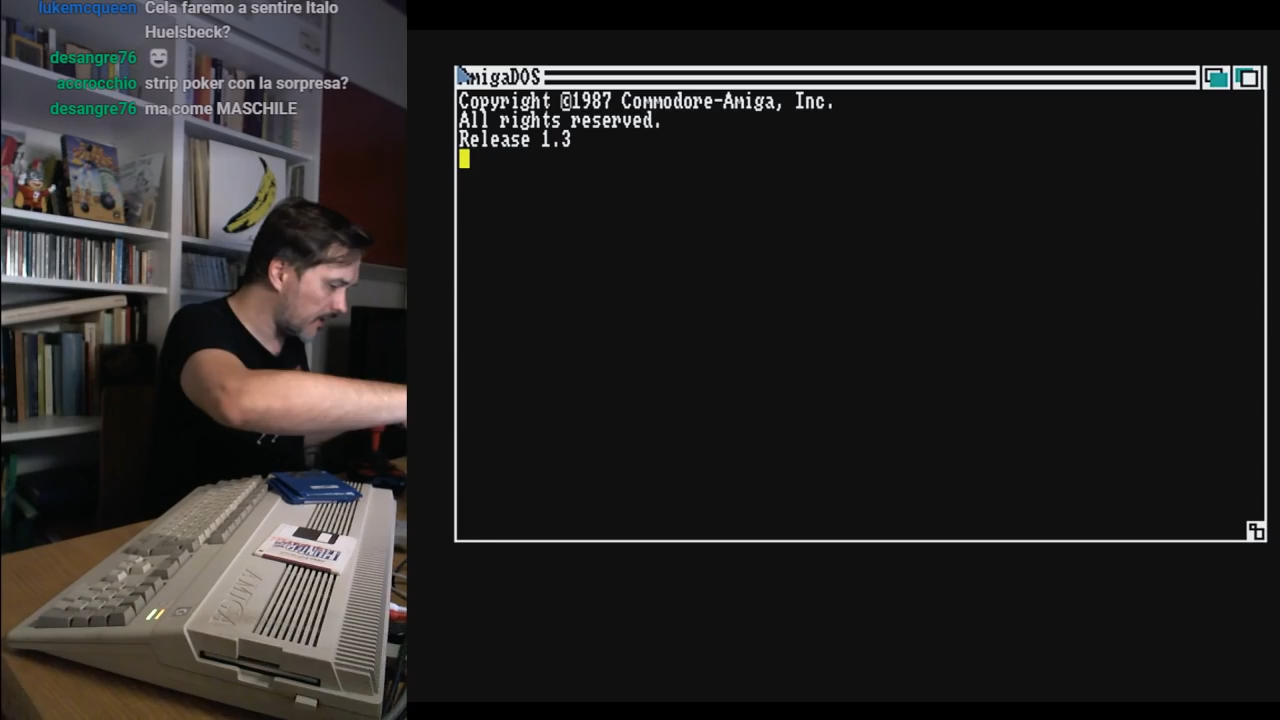 lukemcqueen Cela faremo a sentire Italo
Huelsbeck?
desangre76
accrocchio strip poker con la sorpresa?
desangre76 ma come MASCHILE
AmigaDOS
Copyright ©1987 Commodore-Amiga, Inc.
All rights reserved.
Release 1.3
AMIGA